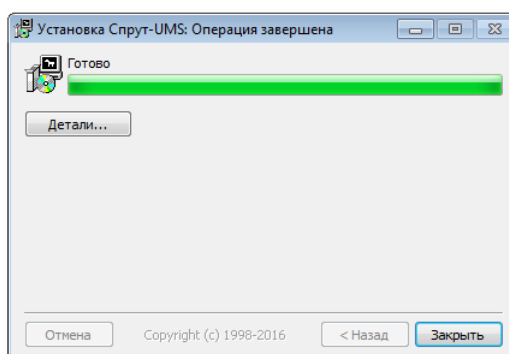 Установка Спрут-UMS: Операция завершена
Готово
Детали...
Отмена
Copyright (c) 1998-2016
< Назад
Закрыть